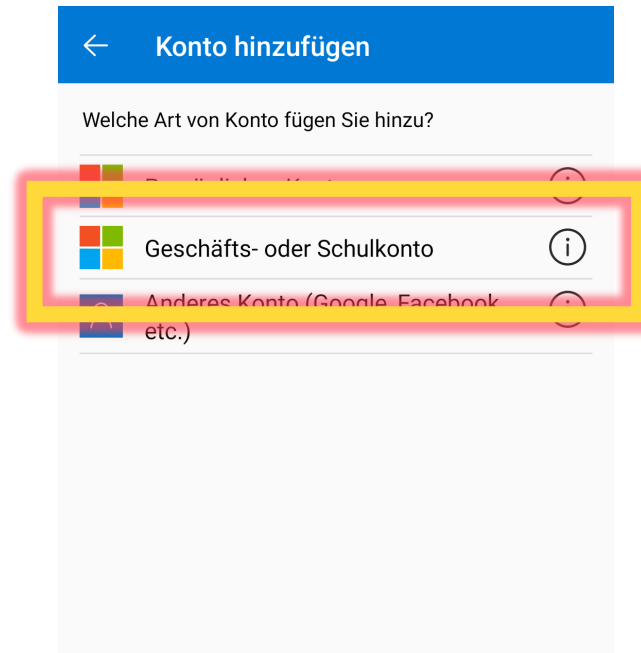 Konto hinzufügen
Welche Art von Konto fügen Sie hinzu?
Geschäfts- oder Schulkonto
Anderes Konto (Google, Facebook
etc.)